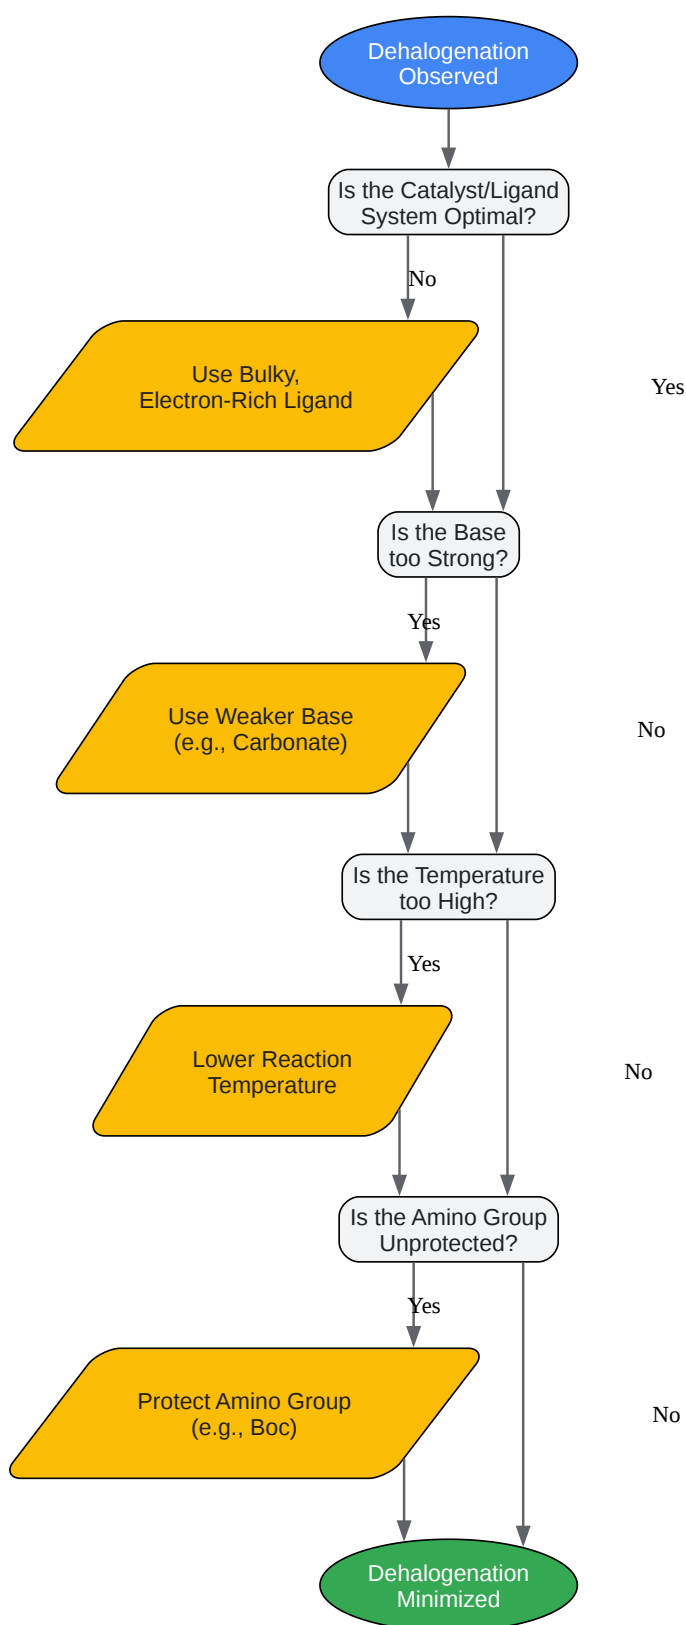 Dehalogenation
Observed
Is the Catalyst/Ligand
System Optimal?
No
Use Bulky,
Electron-Rich Ligand
Yes
Is the Base
too Strong?
Yes
Use Weaker Base
(e.g., Carbonate)
No
Is the Temperature
too High?
Yes
Lower Reaction
Temperature
No
Is the Amino Group
Unprotected?
Yes
Protect Amino Group
(e.g., Boc)
No
Dehalogenation
Minimized